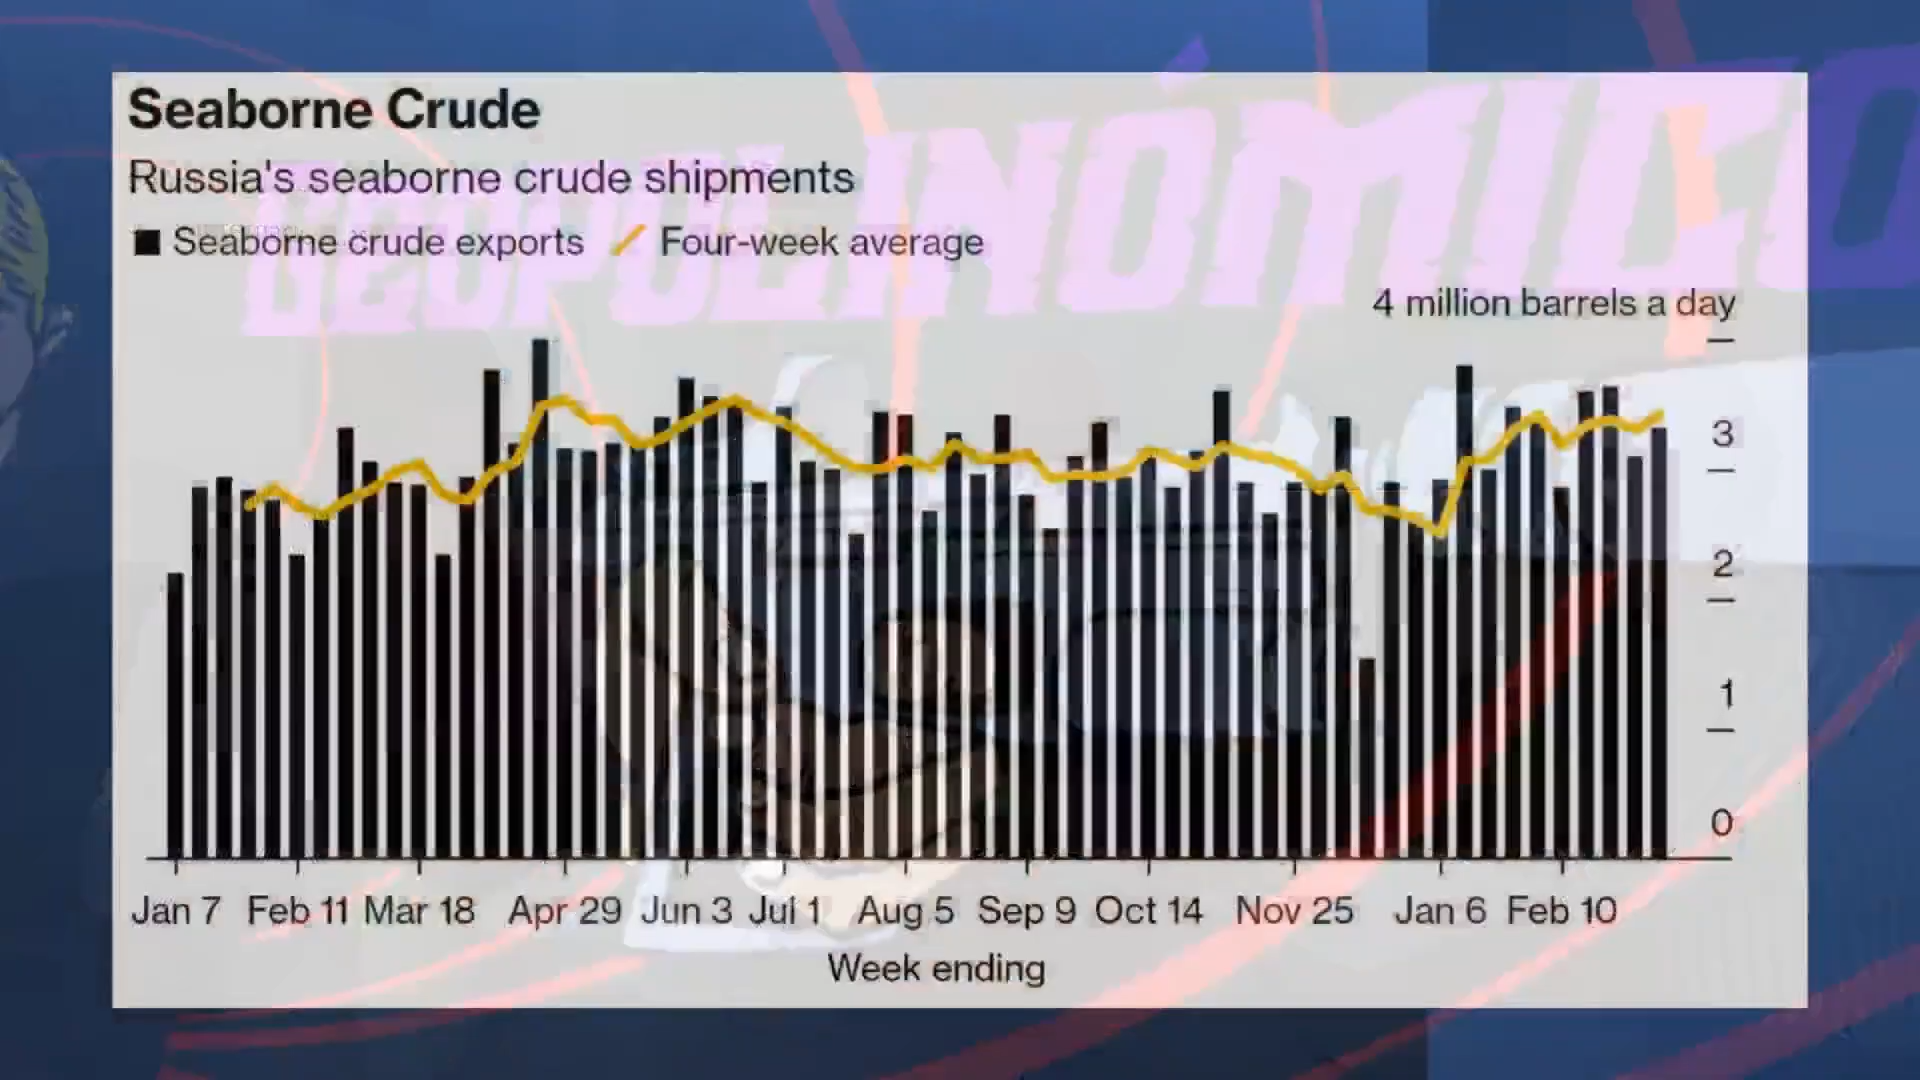 GEOPOLINÓMICO
Seaborne Crude
Russia's seaborne crude shipments
Seaborne crude exports Four-week average
4 million barrels a day
3
2
1
0
Jan 7 Feb 11 Mar 18 Apr 29 Jun 3 Jul 1 Aug 5 Sep 9 Oct 14 Nov 25 Jan 6 Feb 10
Week ending